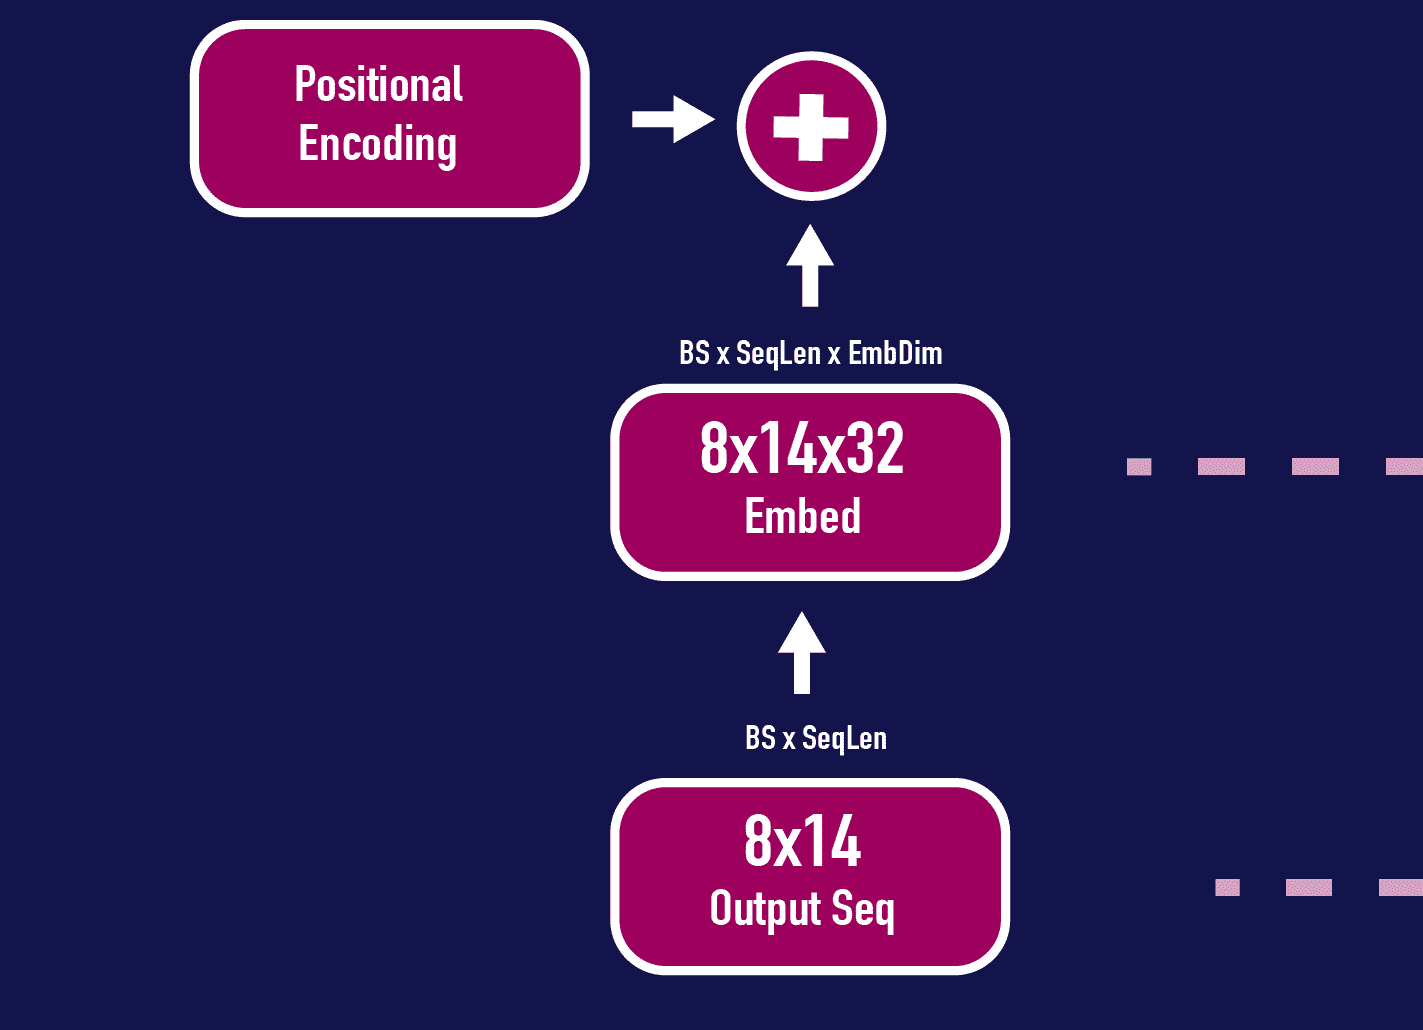 Positional
Encoding
BS x SeqLen x EmbDim
8x14x32
Embed
BS x SeqLen
8x14
Output Seq